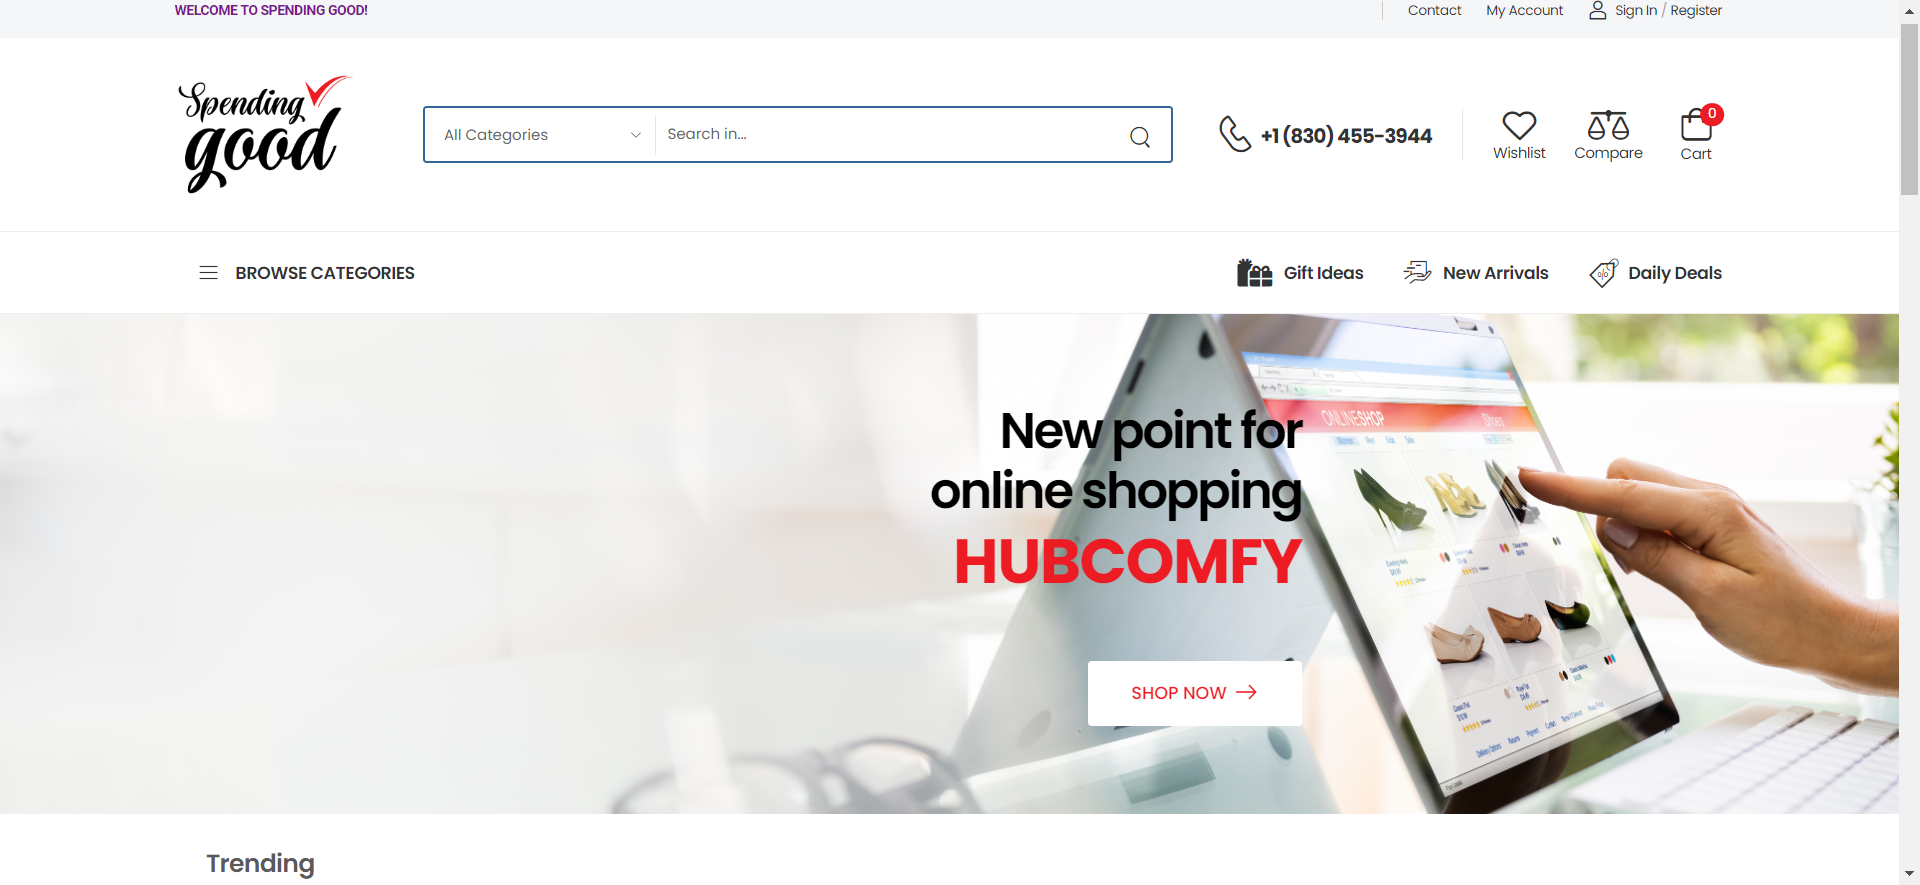 WELCOME TO SPENDING GOOD!
Contact
My Account
Sign In / Register
Spending
good
All Categories
Search in...
+1 (830) 455-3944
Wishlist
Compare
0
Cart
BROWSE CATEGORIES
Gift Ideas
New Arrivals
Daily Deals
New point for
online shopping
HUBCOMFY
SHOP NOW
ONLINESHOP
Shoes
Trending